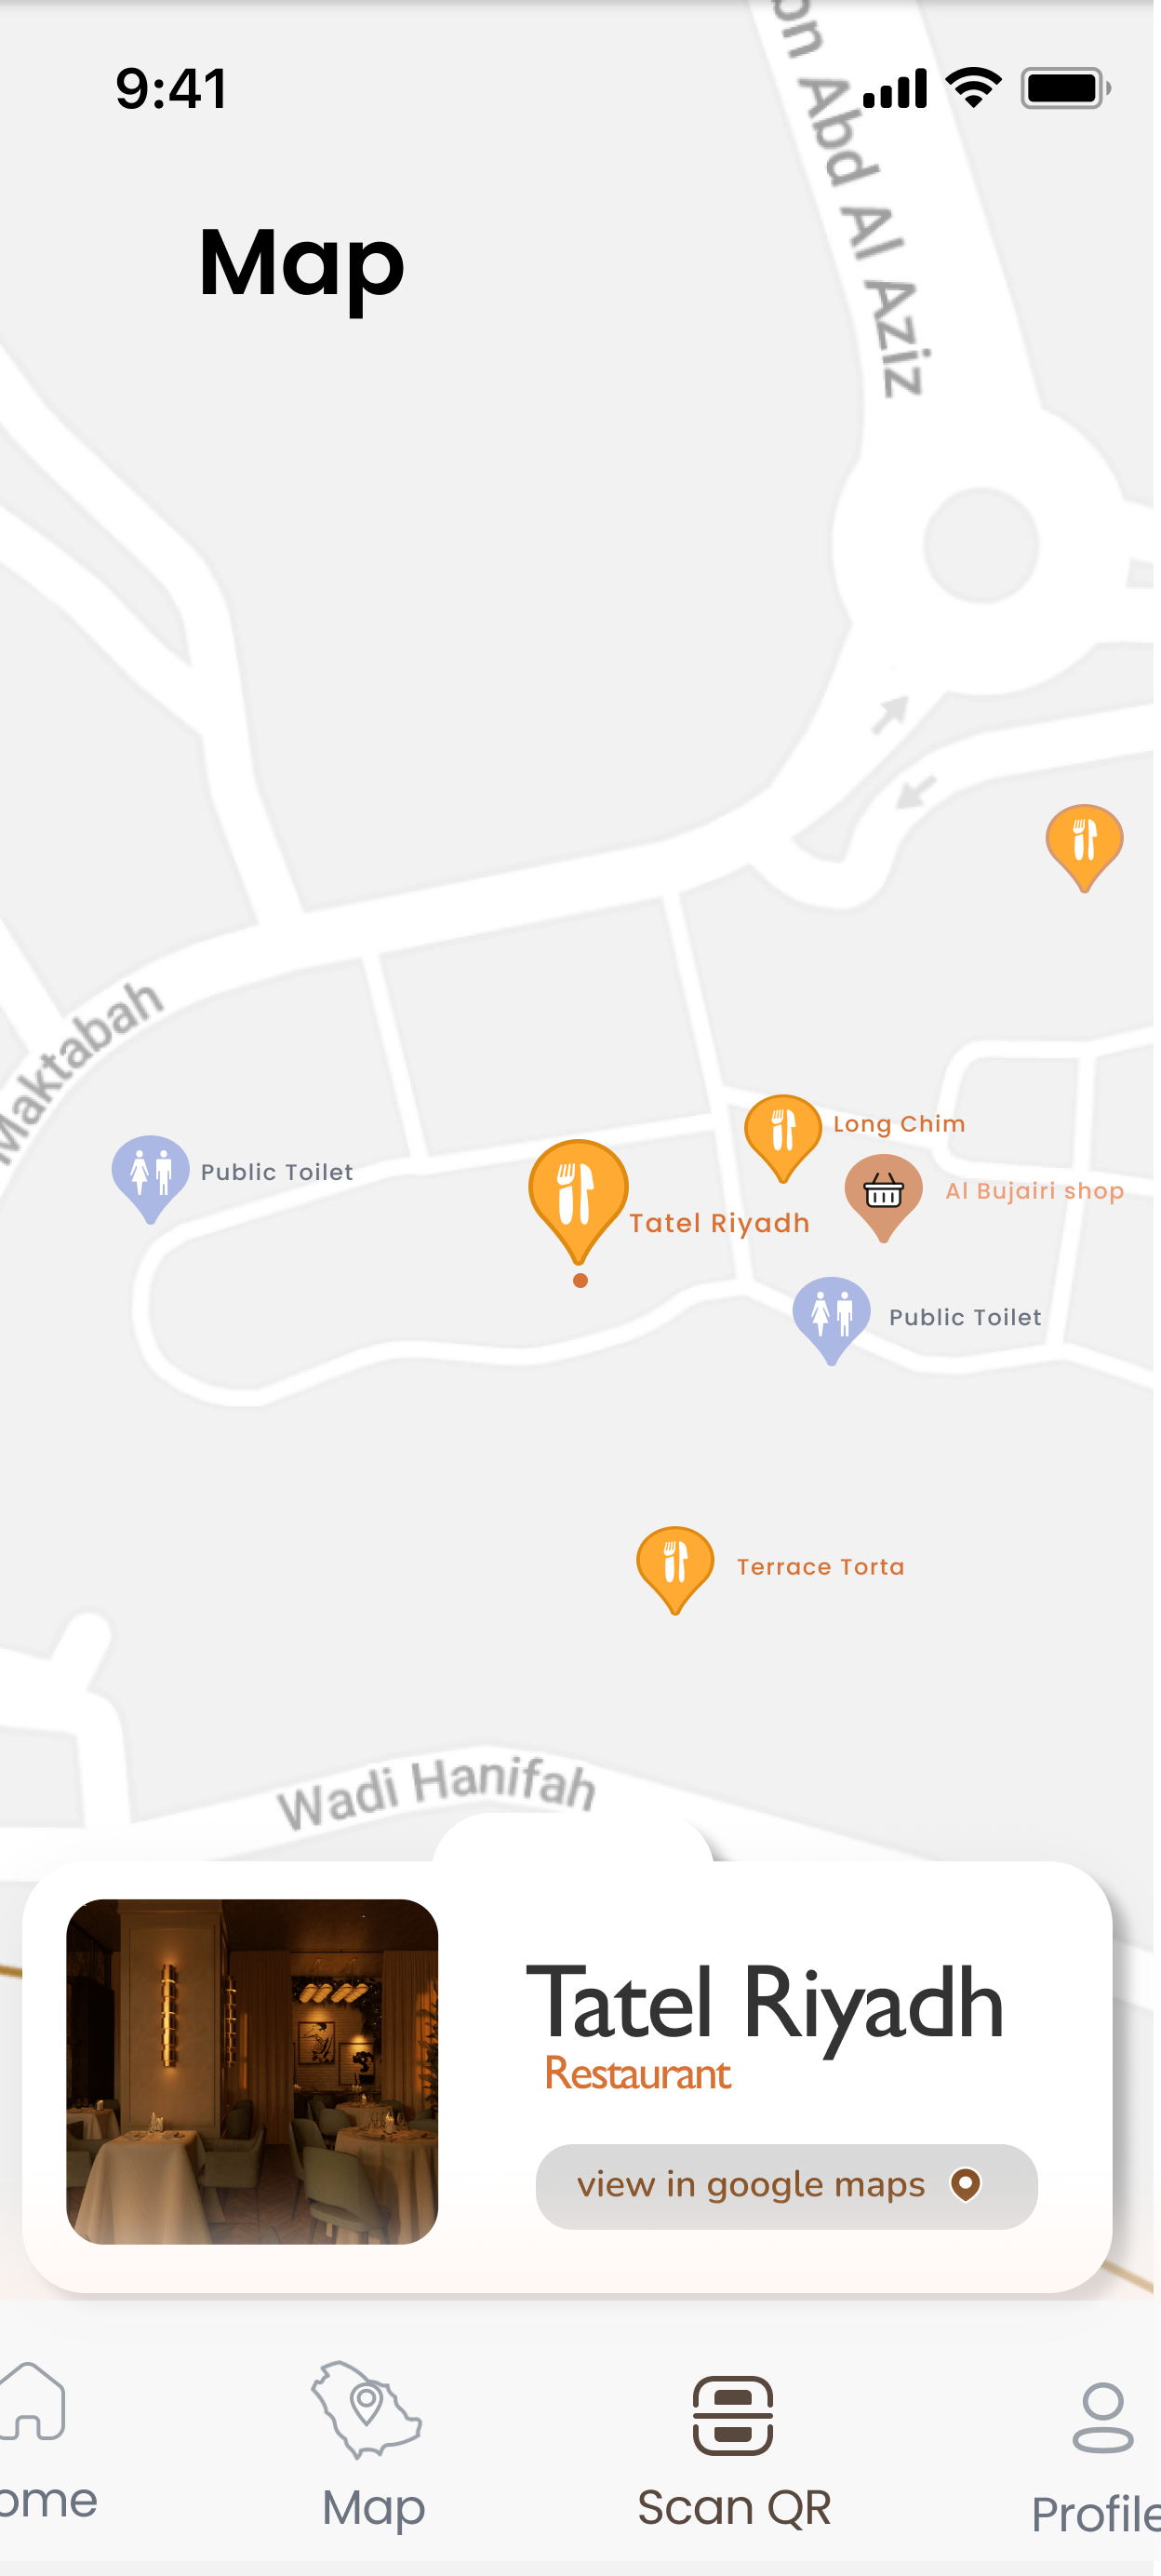 9:41
Abd Al Aziz
Map
Maktabah
Long Chim
Public Toilet
Al Bujairi shop
Tatel Riyadh
Public Toilet
Terrace Torta
Wadi Hanifah
Tatel Riyadh
Restaurant
view in google maps
ome
Map
Scan QR
Profile